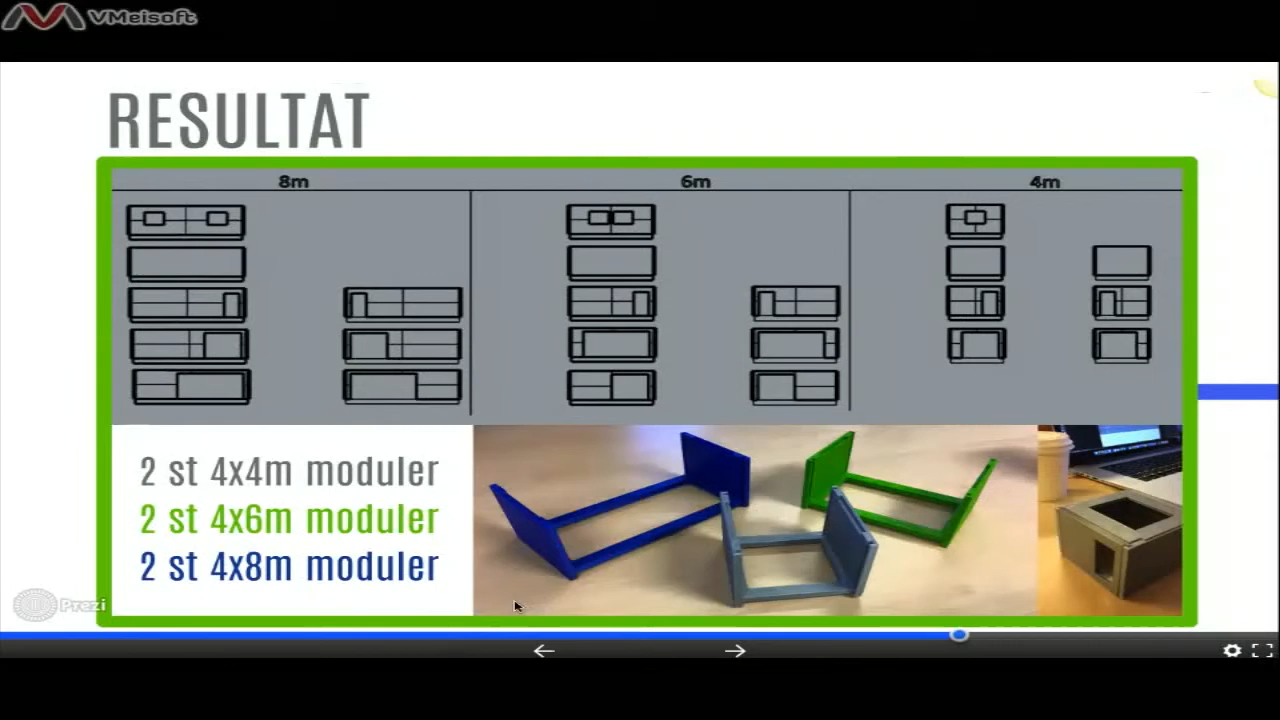 VMeisoft
RESULTAT
8m 6m 4m
2 st 4x4m moduler
2 st 4x6m moduler
2 st 4x8m moduler
Prezi